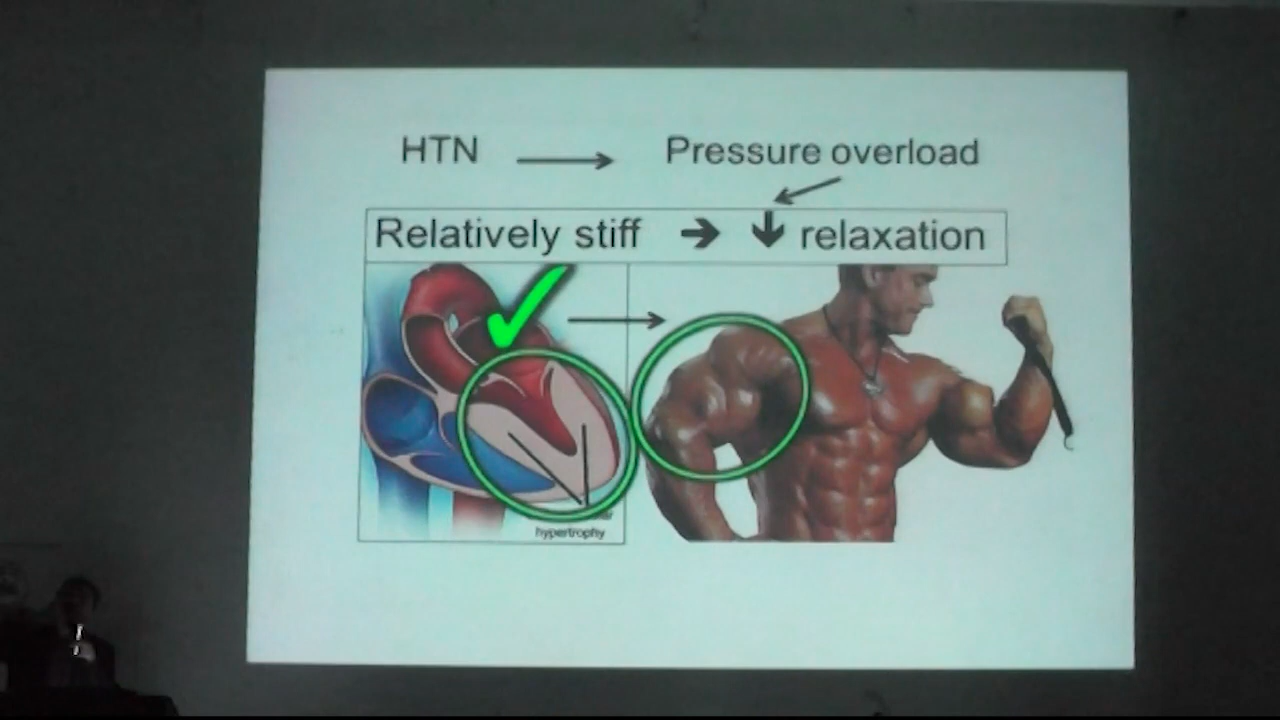 HTN → Pressure overload
Relatively stiff → ↓ relaxation
hypertrophy